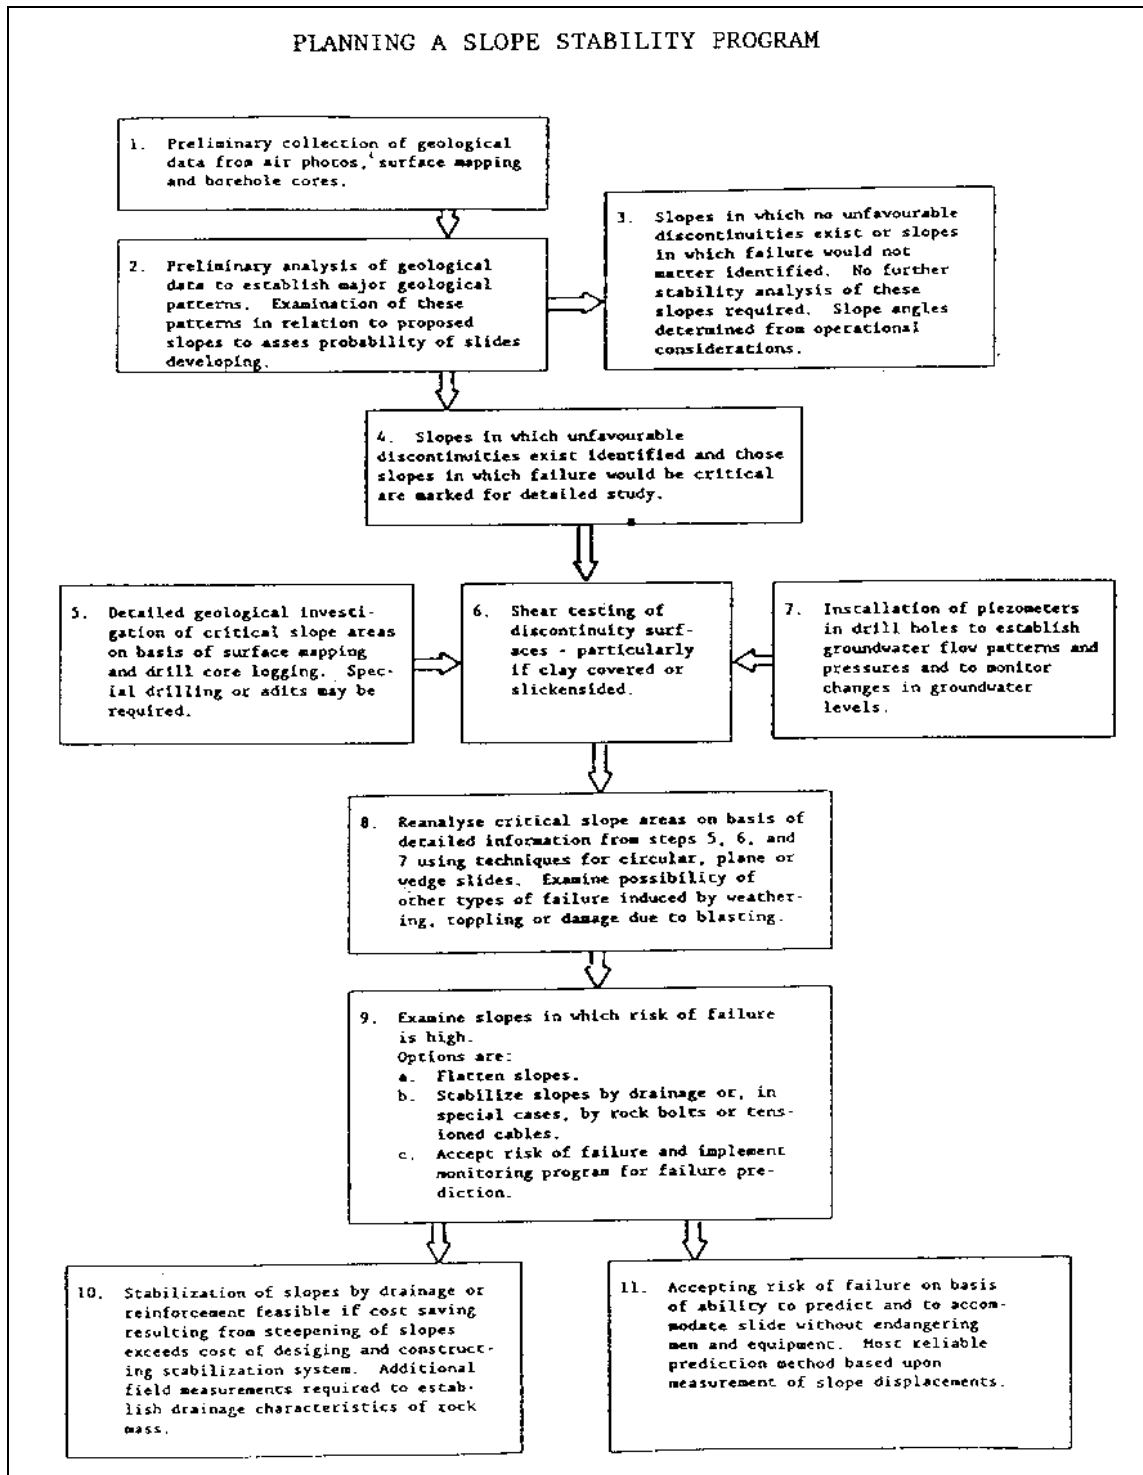 PLANNING A SLOPE STABILITY PROGRAM
1. Preliminary collection of geological
data from air photos, surface mapping
and borehole cores.
2. Preliminary analysis of geological
data to establish major geological
patterns. Examination of these
patterns in relation to proposed
slopes to asses probability of slides
developing.
3. Slopes in which no unfavourable
discontinuities exist or slopes
in which failure would not
matter identified. No further
stability analysis of these
slopes required. Slope angles
determined from operational
considerations.
4. Slopes in which unfavourable
discontinuities exist identified and those
slopes in which failure would be critical
are marked for detailed study.
5. Detailed geological investi-
gation of critical slope areas
on basis of surface mapping
and drill core logging. Spec-
ial drilling or adits may be
required.
6. Shear testing of
discontinuity surf-
aces - particularly
if clay covered or
slickensided.
7. Installation of piezometers
in drill holes to establish
groundwater flow patterns and
pressures and to monitor
changes in groundwater
levels.
8. Reanalyse critical slope areas on basis of
detailed information from steps 5, 6, and
7 using techniques for circular, plane or
wedge slides. Examine possibility of
other types of failure induced by weather-
ing, toppling or damage due to blasting.
9. Examine slopes in which risk of failure
is high.
Options are:
a. Flatten slopes.
b. Stabilize slopes by drainage or, in
special cases, by rock bolts or tens-
ioned cables.
c. Accept risk of failure and implement
monitoring program for failure pre-
diction.
10. Stabilization of slopes by drainage or
reinforcement feasible if cost saving
resulting from steepening of slopes
exceeds cost of desiging and construct-
ing stabilization system. Additional
field measurements required to estab-
lish drainage characteristics of rock
mass.
11. Accepting risk of failure on basis
of ability to predict and to accom-
modate slide without endangering
men and equipment. Most reliable
prediction method based upon
measurement of slope displacements.